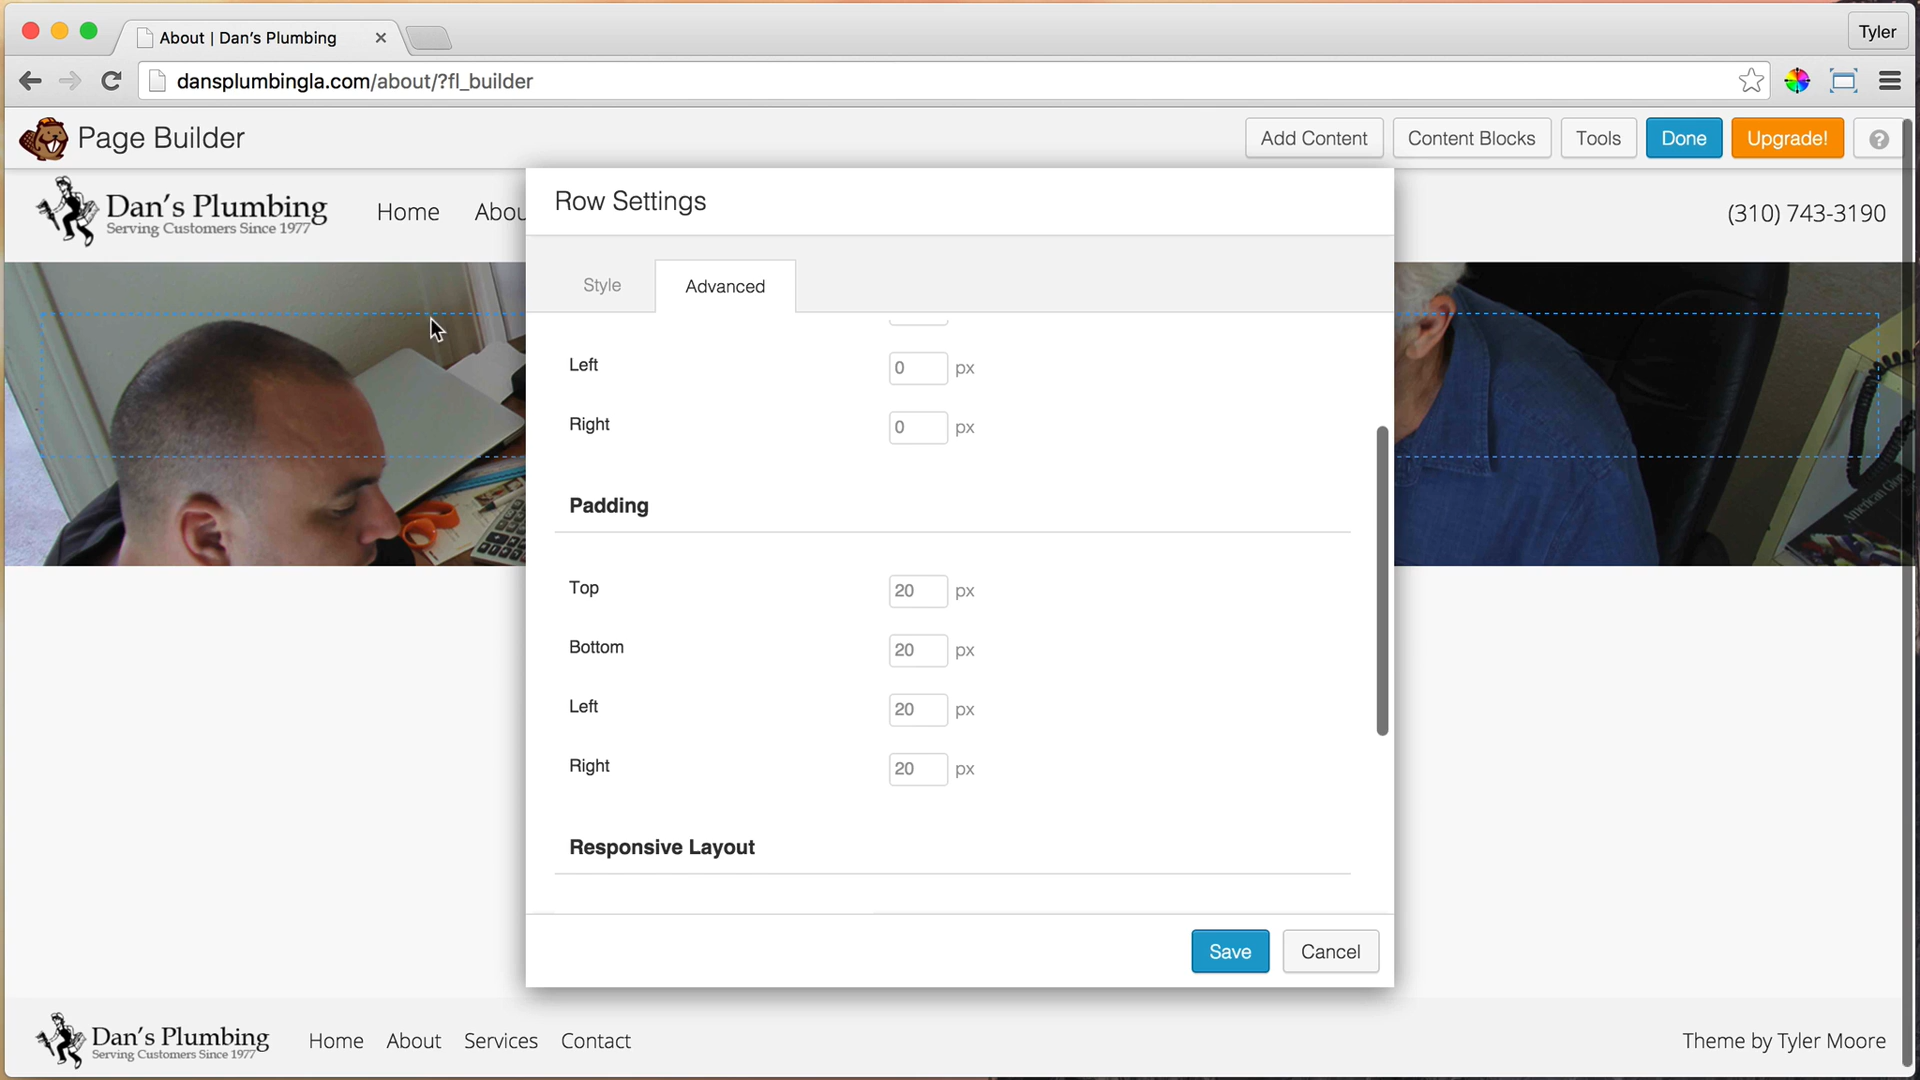 About | Dan's Plumbing
Tyler
dansplumbingla.com/about/?fl_builder
Page Builder
Add Content
Content Blocks
Tools
Done
Upgrade!
?
Dan's Plumbing
Serving Customers Since 1977
Home
Abou
(310) 743-3190
Row Settings
Style
Advanced
Left
0 px
Right
0 px
Padding
Top
20 px
Bottom
20 px
Left
20 px
Right
20 px
Responsive Layout
Save
Cancel
Dan's Plumbing
Serving Customers Since 1977
Home
About
Services
Contact
Theme by Tyler Moore